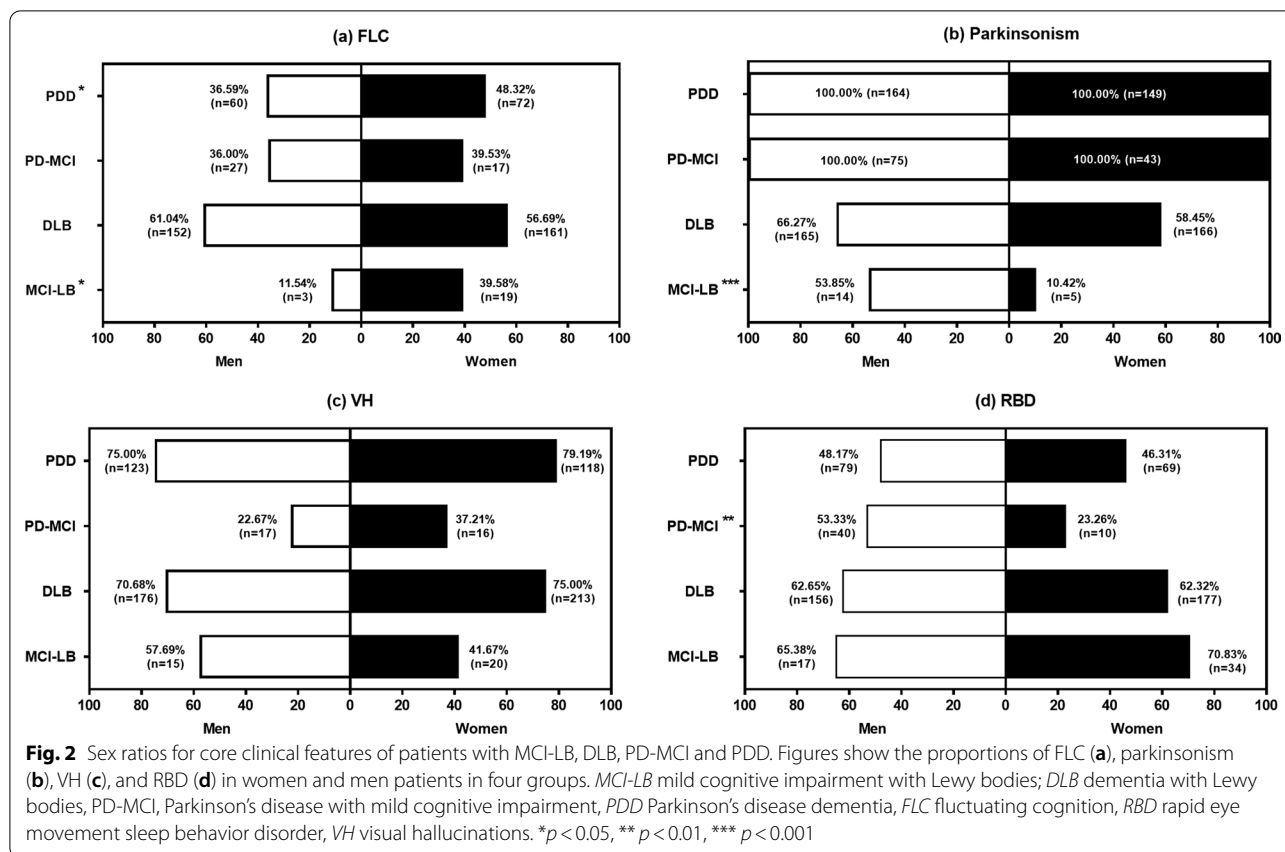 (a) FLC
PDD *
36.59%
(n=60)
48.32%
(n=72)
PD-MCI
36.00%
(n=27)
39.53%
(n=17)
DLB
61.04%
(n=152)
56.69%
(n=161)
MCI-LB *
11.54%
(n=3)
39.58%
(n=19)
100 80 60 40 20 0 20 40 60 80 100
Men Women
(b) Parkinsonism
PDD
100.00% (n=164) 100.00% (n=149)
PD-MCI
100.00% (n=75) 100.00% (n=43)
DLB
66.27%
(n=165)
58.45%
(n=166)
MCI-LB ***
53.85%
(n=14)
10.42%
(n=5)
100 80 60 40 20 0 20 40 60 80 100
Men Women
(c) VH
PDD
75.00%
(n=123)
79.19%
(n=118)
PD-MCI
22.67%
(n=17)
37.21%
(n=16)
DLB
70.68%
(n=176)
75.00%
(n=213)
MCI-LB
57.69%
(n=15)
41.67%
(n=20)
100 80 60 40 20 0 20 40 60 80 100
Men Women
(d) RBD
PDD
48.17%
(n=79)
46.31%
(n=69)
PD-MCI **
53.33%
(n=40)
23.26%
(n=10)
DLB
62.65%
(n=156)
62.32%
(n=177)
MCI-LB
65.38%
(n=17)
70.83%
(n=34)
100 80 60 40 20 0 20 40 60 80 100
Men Women
Fig. 2 Sex ratios for core clinical features of patients with MCI-LB, DLB, PD-MCI and PDD. Figures show the proportions of FLC (a), parkinsonism
(b), VH (c), and RBD (d) in women and men patients in four groups. MCI-LB mild cognitive impairment with Lewy bodies; DLB dementia with Lewy
bodies, PD-MCI, Parkinson's disease with mild cognitive impairment, PDD Parkinson's disease dementia, FLC fluctuating cognition, RBD rapid eye
movement sleep behavior disorder, VH visual hallucinations. *p < 0.05, ** p < 0.01, *** p < 0.001